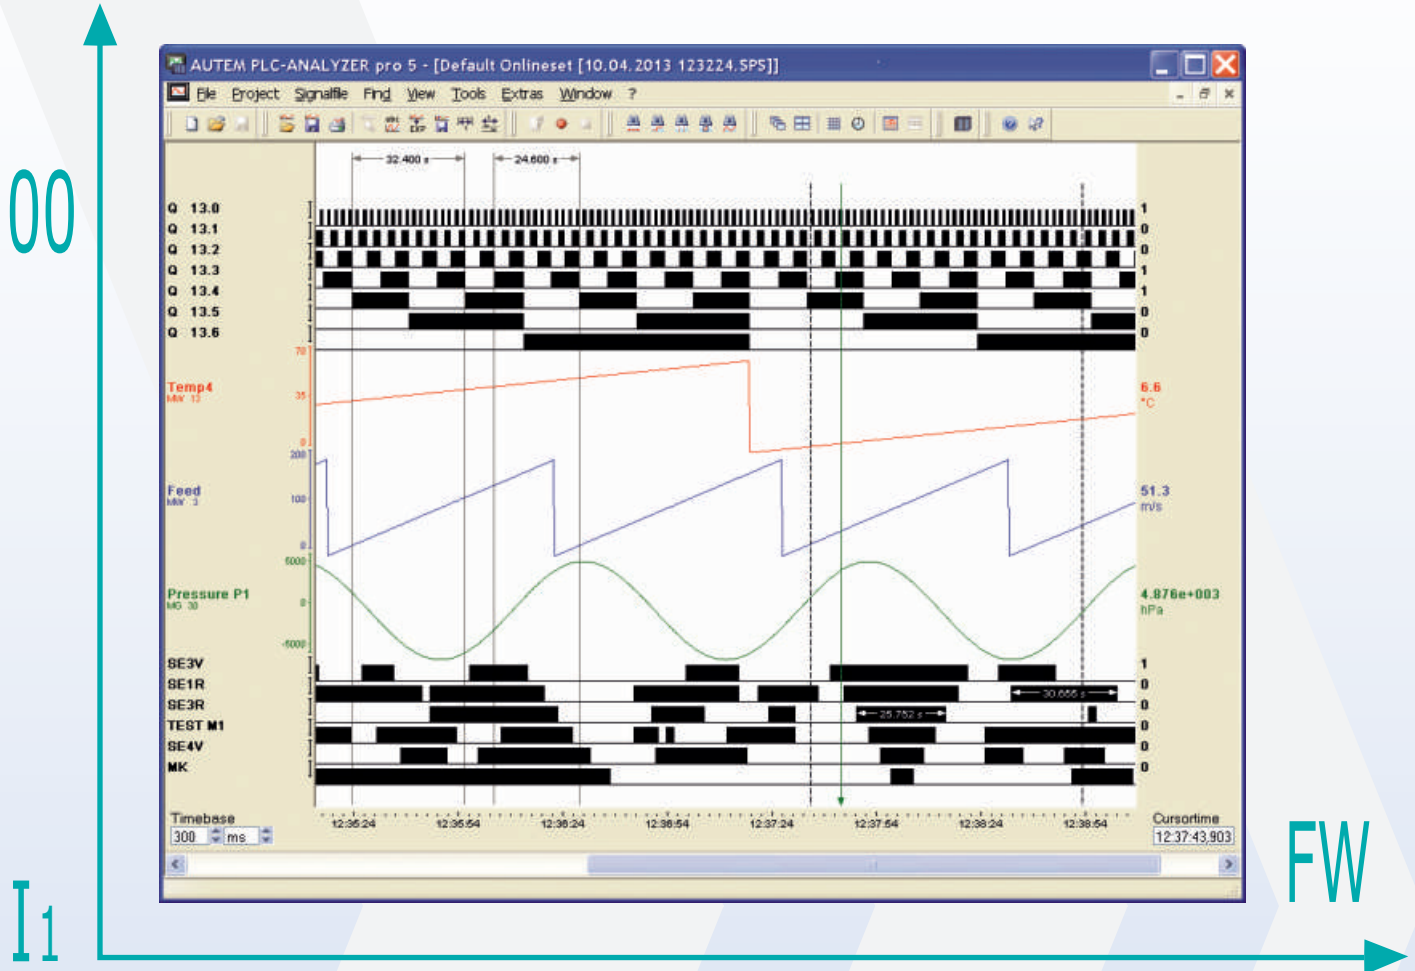 AUTEM PLC-ANALYZER pro 5 - [Default Onlineset [10.04.2013 123224.SPS]]
File Project Signalfile Find View Tools Extras Window ?
32.400 s 24.600 s
00
Q 13.0 1
Q 13.1 0
Q 13.2 0
Q 13.3 1
Q 13.4 1
Q 13.5 0
Q 13.6 0
70
Temp4 6.6
MW 12 35 °C
0
200
Feed 51.3
MW 3 100 m/s
0
5000
Pressure P1 4.876e+003
MG 30 0 hPa
-5000
SE3V 1
SE1R 30.656 s 0
SE3R 25.752 s 0
TEST M1 0
SE4V 0
MK 0
Timebase Cursortime
300 ms 12:35:24 12:35:54 12:36:24 12:36:54 12:37:24 12:37:54 12:38:24 12:38:54 12:37:43,903
FW
I1